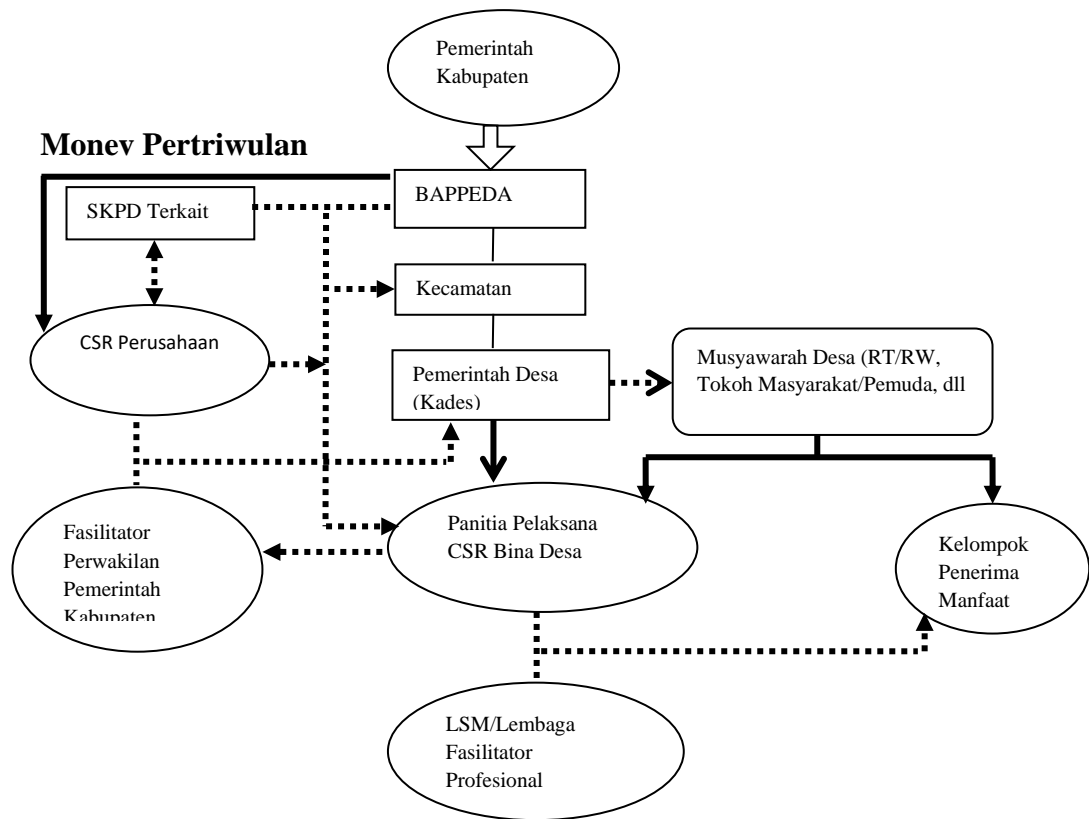 Pemerintah
Kabupaten
Monev Pertriwulan
BAPPEDA
SKPD Terkait
Kecamatan
CSR Perusahaan
Pemerintah Desa
(Kades)
Musyawarah Desa (RT/RW,
Tokoh Masyarakat/Pemuda, dll
Fasilitator
Perwakilan
Pemerintah
Kabupaten
Panitia Pelaksana
CSR Bina Desa
Kelompok
Penerima
Manfaat
LSM/Lembaga
Fasilitator
Profesional